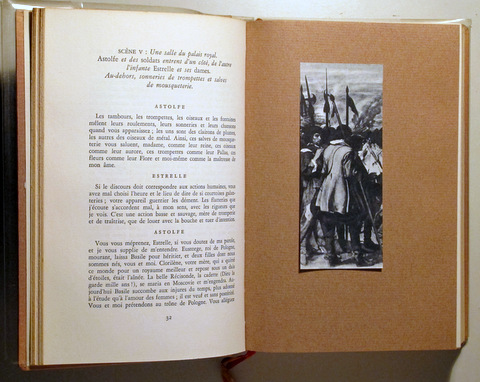 SCÈNE V : Une salle du palais royal.
Astolfe et des soldats entrent d'un côté, de l'autre
l'infante Estrelle et ses dames.
Au-dehors, sonneries de trompettes et salves
de mousqueterie.
ASTOLFE
Les tambours, les trompettes, les oiseaux et les fontaines
mêlent leurs roulements, leurs sonneries et leurs chansons
quand vous apparaissez ; les uns sont des clairons de plumes,
les autres des oiseaux de métal. Ainsi, ces salves de mousque-
terie vous saluent, madame, comme leur reine, ces oiseaux
comme leur aurore, ces trompettes comme leur Pallas, ces
fleurs comme leur Flore et moi-même comme la maîtresse de
mon âme.
ESTRELLE
Si le discours doit correspondre aux actions humaines, vous
avez mal choisi l'heure et le lieu de dire de si courtoises galan-
teries ; votre appareil guerrier les dément. Les flatteries que
j'écoute s'accordent mal, à mon sens, avec les rigueurs que
je vois. C'est une action basse et sauvage, mère de tromperie
et de traîtrise, que de louer avec la bouche et tuer d'intention.
ASTOLFE
Vous vous méprenez, Estrelle, si vous doutez de ma parole,
et je vous supplie de m'entendre. Eustorge, roi de Pologne,
mourant, laissa Basile pour héritier, et deux filles dont nous
sommes nés, vous et moi. Clorilène, votre mère, qui a quitté
ce monde pour un royaume meilleur et repose sous un dais
d'étoiles, était l'aînée. La belle Récisonde, la cadette (Dieu la
garde mille ans !), se maria en Moscovie et m'engendra. Au-
jourd'hui Basile succombe aux injures du temps, plus adonné
à l'étude qu'à l'amour des femmes ; il est veuf et sans postérité.
Vous et moi prétendons au trône de Pologne. Vous alléguez
52